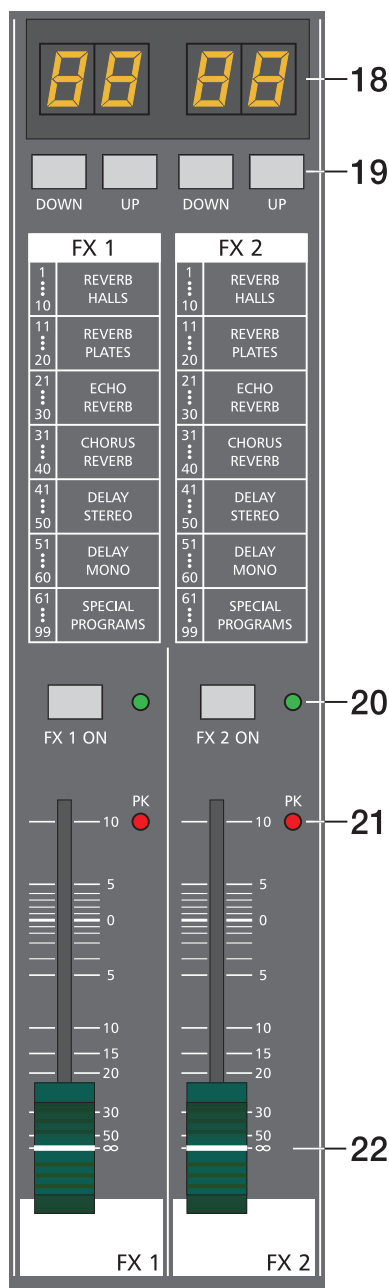 88 88
18
19
DOWN UP DOWN UP
FX 1 FX 2
1
10
REVERB
HALLS
1
10
REVERB
HALLS
11
20
REVERB
PLATES
11
20
REVERB
PLATES
21
30
ECHO
REVERB
21
30
ECHO
REVERB
31
40
CHORUS
REVERB
31
40
CHORUS
REVERB
41
50
DELAY
STEREO
41
50
DELAY
STEREO
51
60
DELAY
MONO
51
60
DELAY
MONO
61
99
SPECIAL
PROGRAMS
61
99
SPECIAL
PROGRAMS
20
FX 1 ON FX 2 ON
PK PK
10 10
21
5 5
0 0
5 5
10 10
15 15
20 20
30 30
50 50
∞ ∞
22
FX 1 FX 2